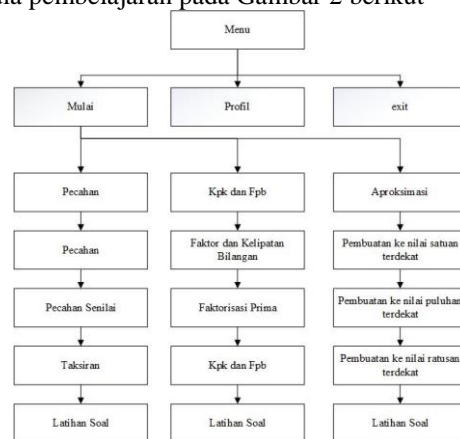 pembelajaran pada Gambar 2 berikut
Menu
Mulai
Profil
exit
Pecahan
Kpk dan Fpb
Aproksimasi
Pecahan
Faktor dan Kelipatan
Bilangan
Pembuatan ke nilai satuan
terdekat
Pecahan Senilai
Faktorisasi Prima
Pembuatan ke nilai puluhan
terdekat
Taksiran
Kpk dan Fpb
Pembuatan ke nilai ratusan
terdekat
Latihan Soal
Latihan Soal
Latihan Soal